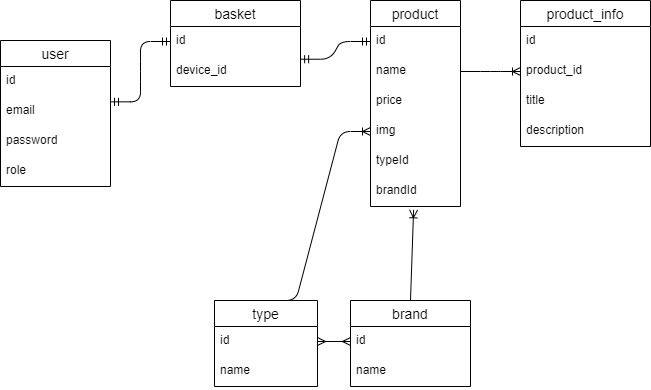 user
id
email
password
role
basket
id
device_id
product
id
name
price
img
typeId
brandId
product_info
id
product_id
title
description
type
id
name
brand
id
name